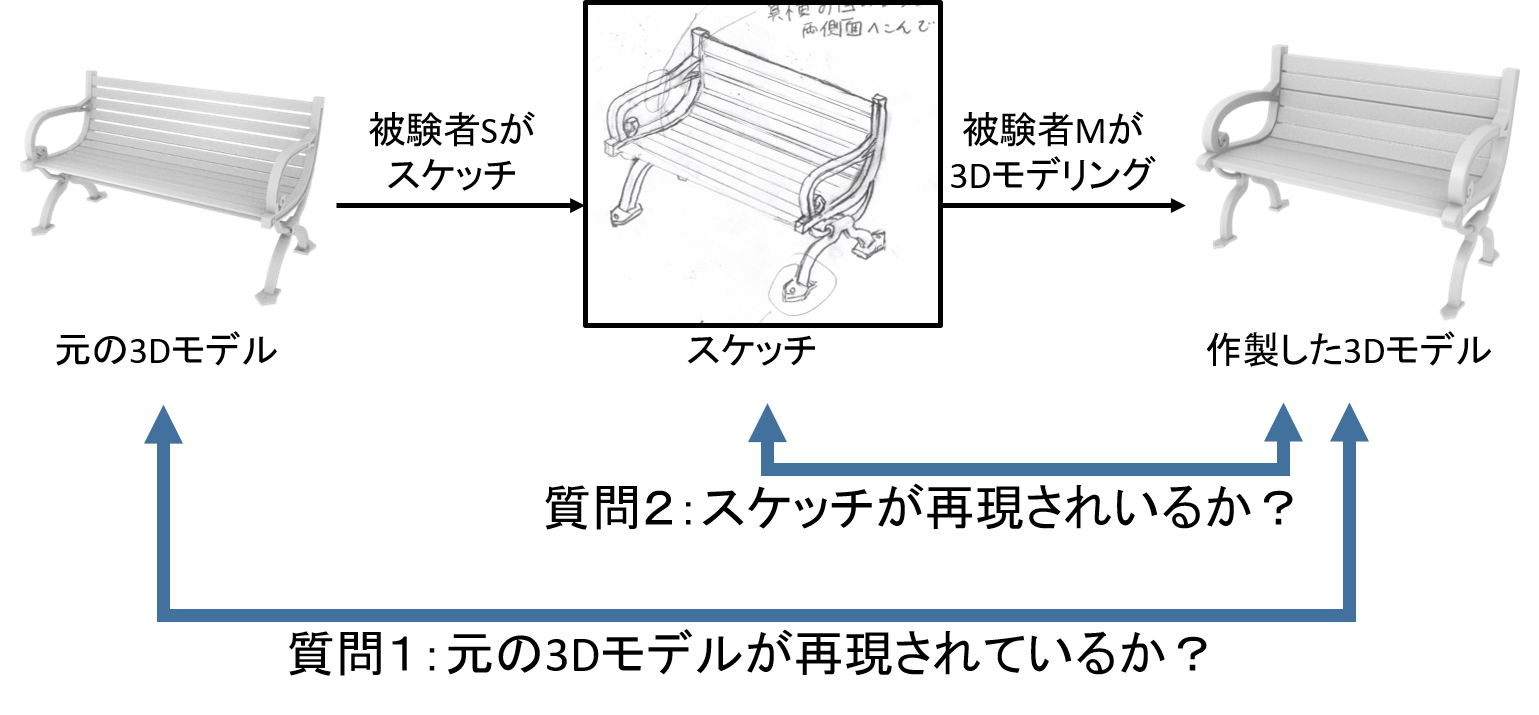 両側面へこんで
被験者Sが
スケッチ
被験者Mが
3Dモデリング
元の3Dモデル
スケッチ
作製した3Dモデル
質問２：スケッチが再現されいるか？
質問１：元の3Dモデルが再現されているか？